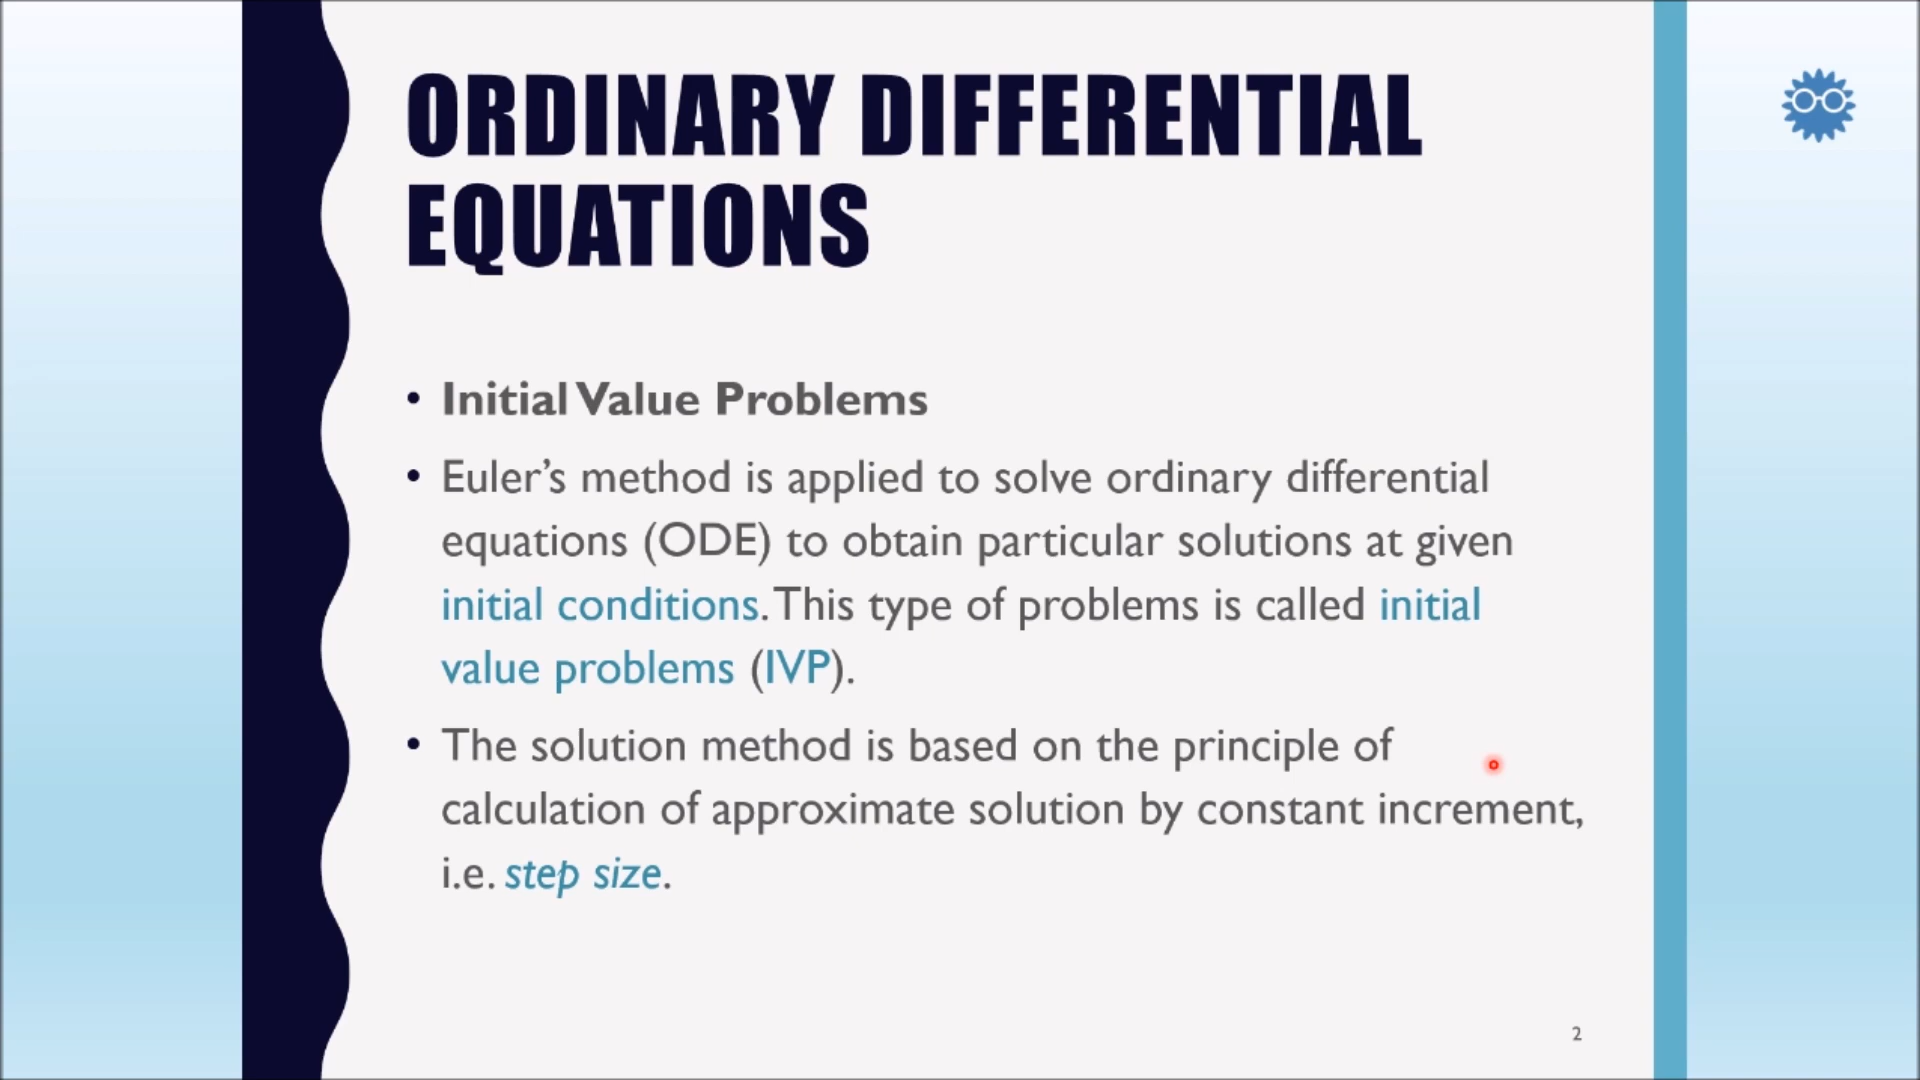 ORDINARY DIFFERENTIAL
EQUATIONS
• Initial Value Problems
• Euler’s method is applied to solve ordinary differential
equations (ODE) to obtain particular solutions at given
initial conditions. This type of problems is called initial
value problems (IVP).
• The solution method is based on the principle of
calculation of approximate solution by constant increment,
i.e. step size.
2